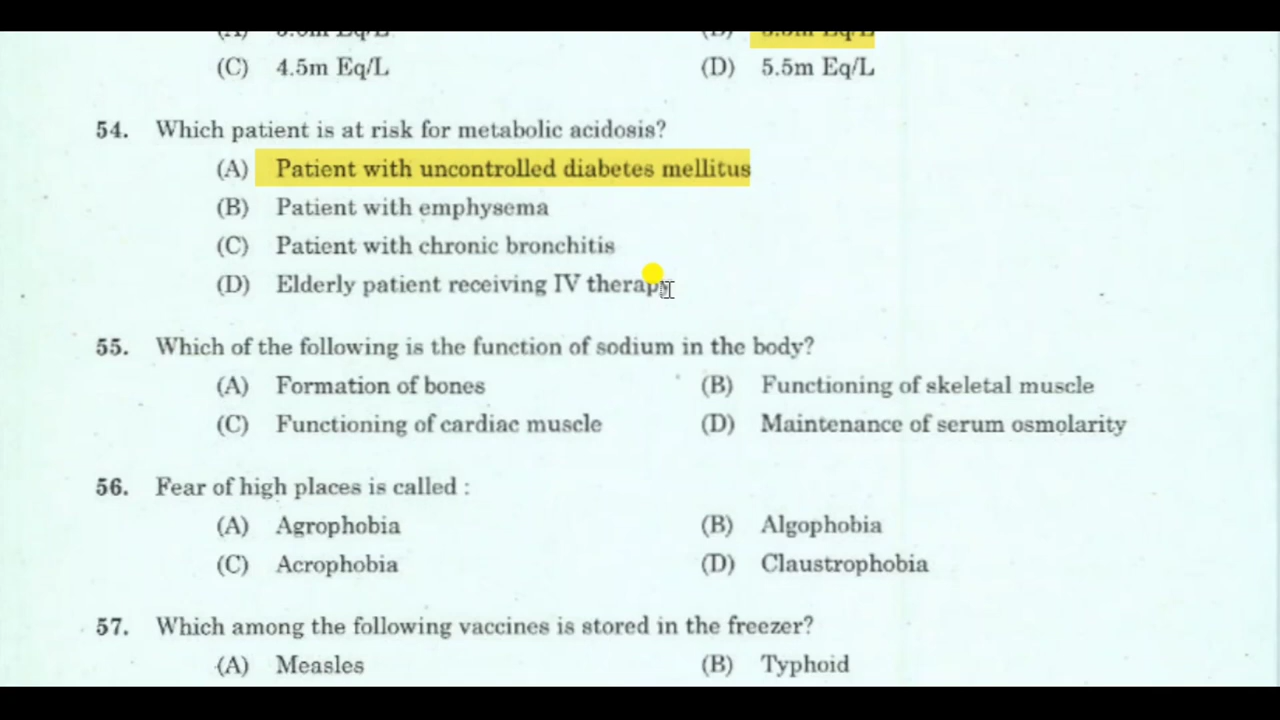 (C) 4.5m Eq/L (D) 5.5m Eq/L
54. Which patient is at risk for metabolic acidosis?
(A) Patient with uncontrolled diabetes mellitus
(B) Patient with emphysema
(C) Patient with chronic bronchitis
(D) Elderly patient receiving IV therapy
55. Which of the following is the function of sodium in the body?
(A) Formation of bones (B) Functioning of skeletal muscle
(C) Functioning of cardiac muscle (D) Maintenance of serum osmolarity
56. Fear of high places is called :
(A) Agrophobia (B) Algophobia
(C) Acrophobia (D) Claustrophobia
57. Which among the following vaccines is stored in the freezer?
(A) Measles (B) Typhoid